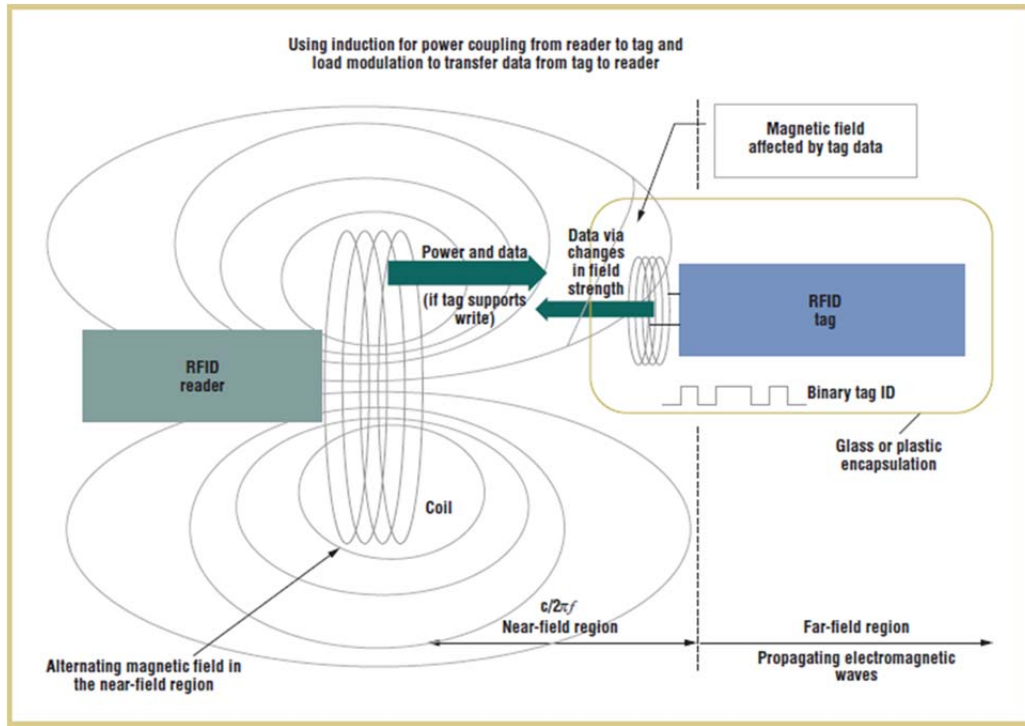 Using induction for power coupling from reader to tag and
load modulation to transfer data from tag to reader
Magnetic field
affected by tag data
Power and data
(if tag supports
write)
Data via
changes
in field
strength
RFID
tag
RFID
reader
Binary tag ID
Glass or plastic
encapsulation
Coil
c/2πf
Near-field region
Far-field region
Propagating electromagnetic
waves
Alternating magnetic field in
the near-field region